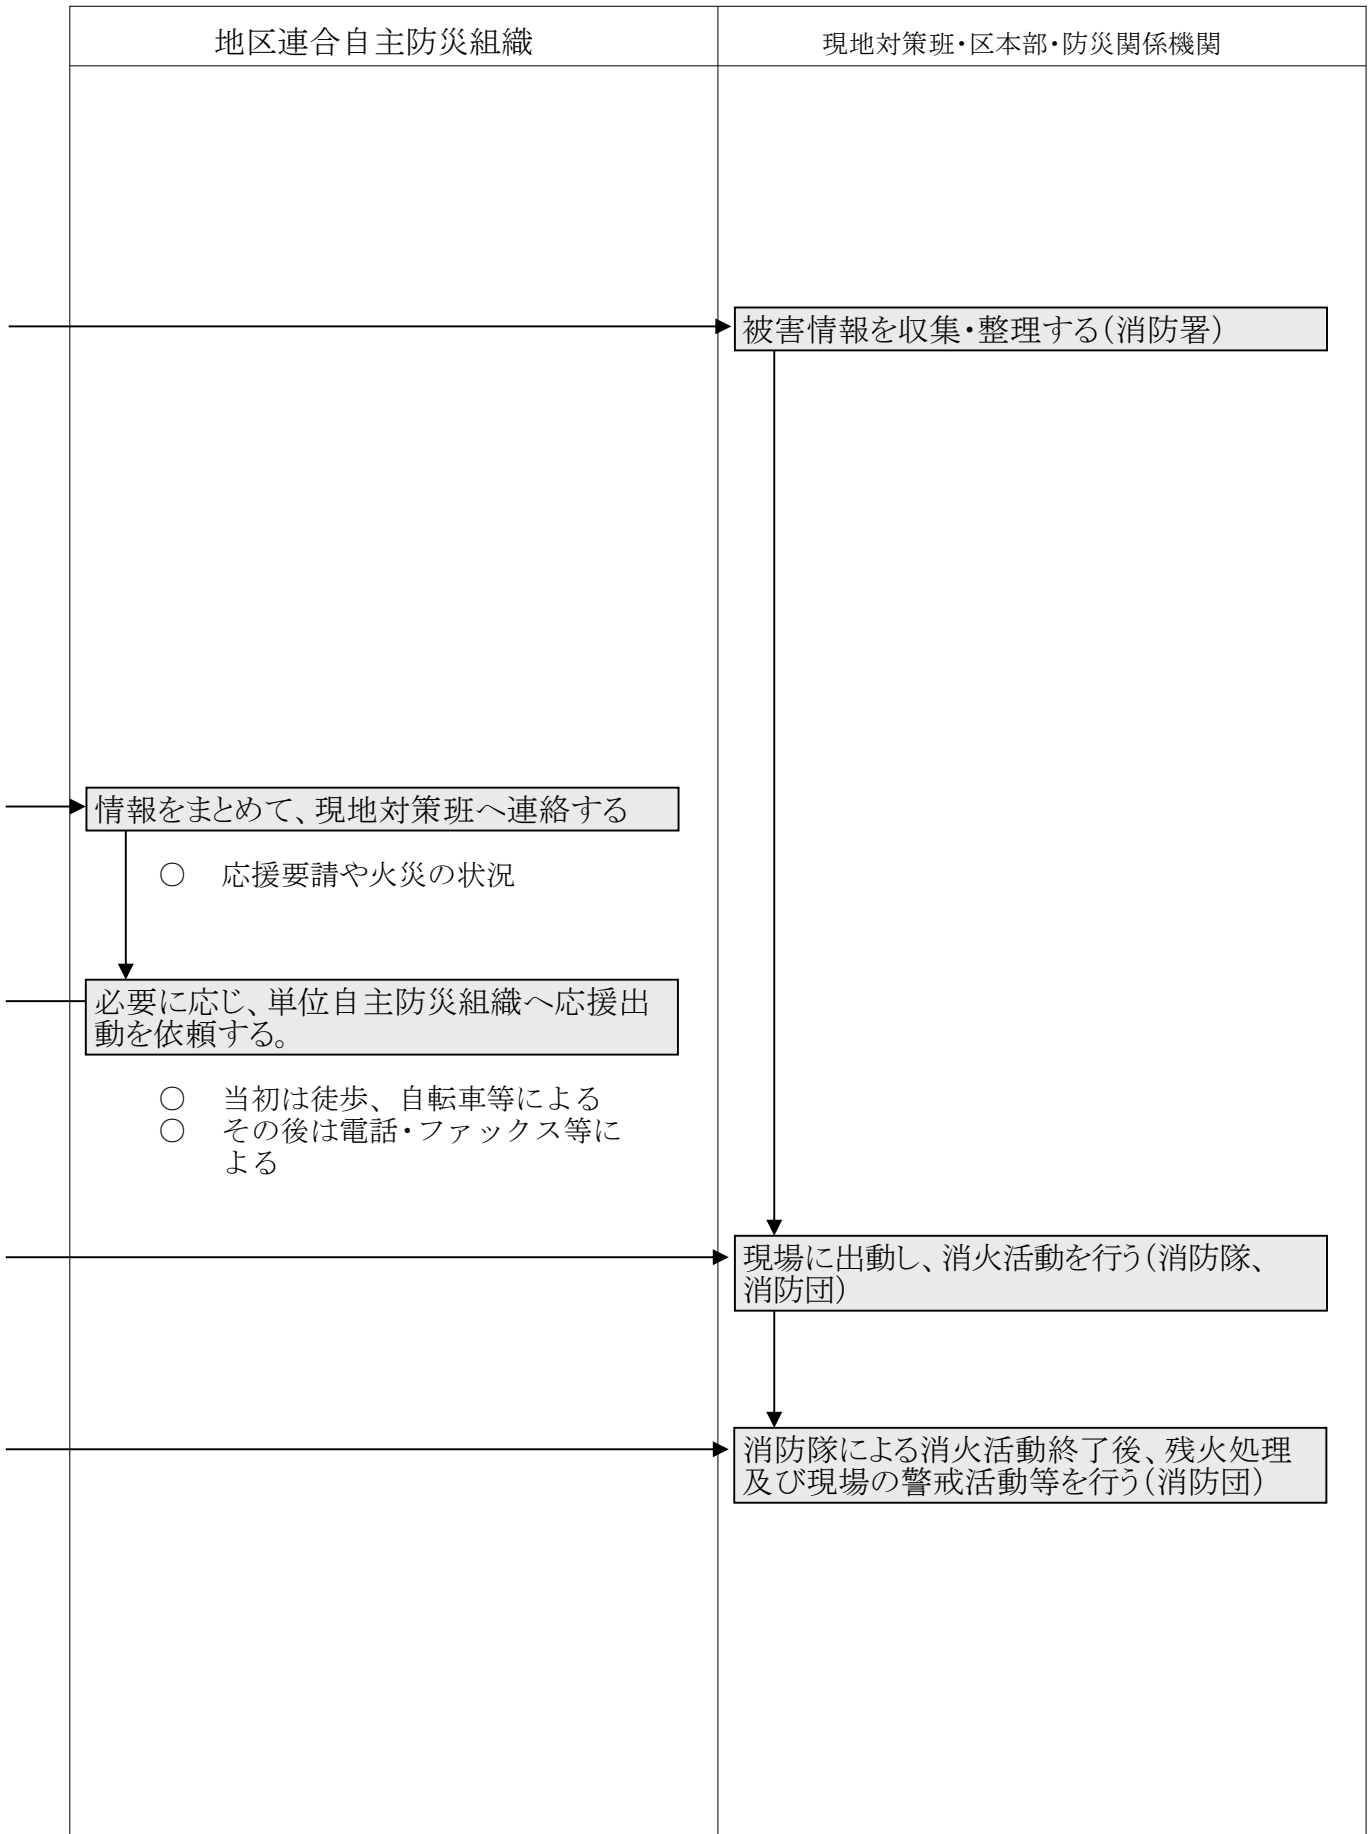 地区連合自主防災組織
現地対策班・区本部・防災関係機関
被害情報を収集・整理する（消防署）
情報をまとめて、現地対策班へ連絡する
○　応援要請や火災の状況
必要に応じ、単位自主防災組織へ応援出
動を依頼する。
○　当初は徒歩、自転車等による
○　その後は電話・ファックス等に
よる
現場に出動し、消火活動を行う（消防隊、
消防団）
消防隊による消火活動終了後、残火処理
及び現場の警戒活動等を行う（消防団）